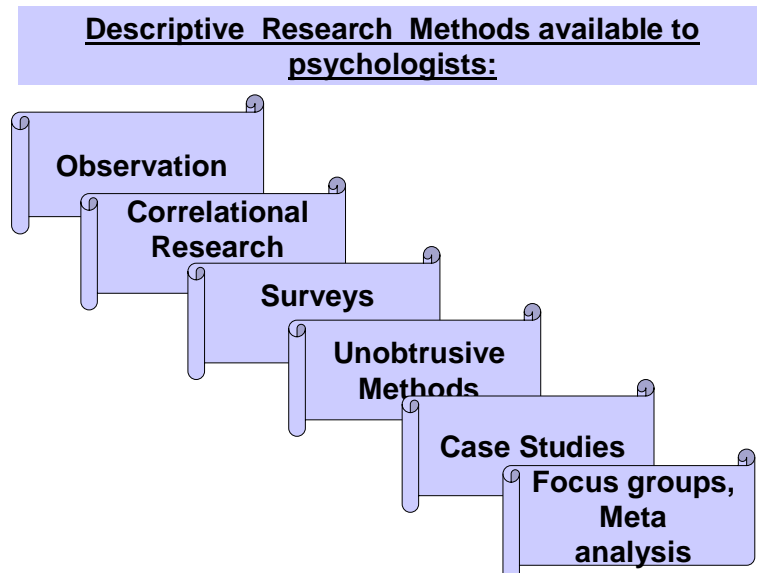 Descriptive Research Methods available to
psychologists:
Observation
Correlational
Research
Surveys
Unobtrusive
Methods
Case Studies
Focus groups,
Meta
analysis